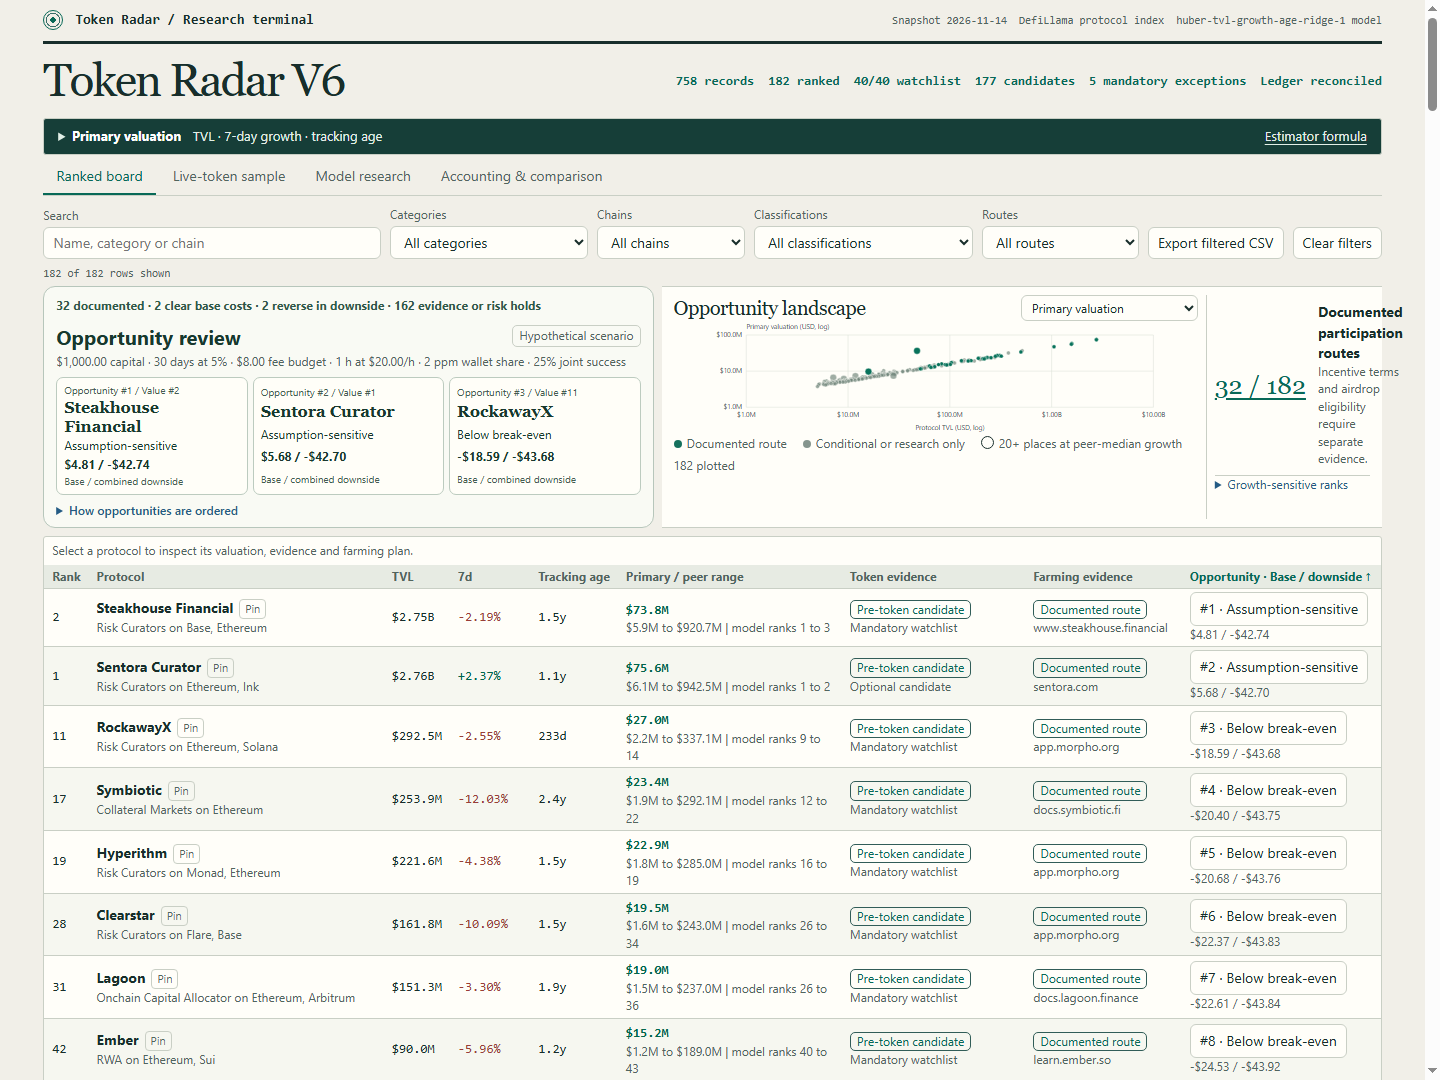 Token Radar / Research terminal
Snapshot 2026-11-14 DefiLlama protocol index huber-tvl-growth-age-ridge-1 model
Token Radar V6
758 records 182 ranked 40/40 watchlist 177 candidates 5 mandatory exceptions Ledger reconciled
Primary valuation TVL · 7-day growth · tracking age
Estimator formula
Ranked board Live-token sample Model research Accounting & comparison
Search Categories Chains Classifications Routes
Name, category or chain All categories All chains All classifications All routes Export filtered CSV Clear filters
182 of 182 rows shown
32 documented · 2 clear base costs · 2 reverse in downside · 162 evidence or risk holds
Opportunity review
Hypothetical scenario
$1,000.00 capital · 30 days at 5% · $8.00 fee budget · 1 h at $20.00/h · 2 ppm wallet share · 25% joint success
Opportunity #1 / Value #2
Steakhouse
Financial
Assumption-sensitive
$4.81 / -$42.74
Base / combined downside
Opportunity #2 / Value #1
Sentora Curator
Assumption-sensitive
$5.68 / -$42.70
Base / combined downside
Opportunity #3 / Value #11
RockawayX
Below break-even
-$18.59 / -$43.68
Base / combined downside
How opportunities are ordered
Opportunity landscape
Primary valuation
Primary valuation (USD, log)
$100.0M
$10.0M
$1.0M
$1.0M $10.0M $100.0M $1.00B $10.00B
Protocol TVL (USD, log)
Documented route Conditional or research only 20+ places at peer-median growth
182 plotted
32 / 182
Documented
participation
routes
Incentive terms
and airdrop
eligibility
require
separate
evidence.
Growth-sensitive ranks
Select a protocol to inspect its valuation, evidence and farming plan.
Rank Protocol TVL 7d Tracking age Primary / peer range Token evidence Farming evidence Opportunity · Base / downside ↑
2 Steakhouse Financial Pin $2.75B -2.19% 1.5y $73.8M Pre-token candidate Documented route #1 · Assumption-sensitive
Risk Curators on Base, Ethereum $5.9M to $920.7M | model ranks 1 to 3 Mandatory watchlist www.steakhouse.financial $4.81 / -$42.74
1 Sentora Curator Pin $2.76B +2.37% 1.1y $75.6M Pre-token candidate Documented route #2 · Assumption-sensitive
Risk Curators on Ethereum, Ink $6.1M to $942.5M | model ranks 1 to 2 Optional candidate sentora.com $5.68 / -$42.70
11 RockawayX Pin $292.5M -2.55% 233d $27.0M Pre-token candidate Documented route #3 · Below break-even
Risk Curators on Ethereum, Solana $2.2M to $337.1M | model ranks 9 to Mandatory watchlist app.morpho.org -$18.59 / -$43.68
14
17 Symbiotic Pin $253.9M -12.03% 2.4y $23.4M Pre-token candidate Documented route #4 · Below break-even
Collateral Markets on Ethereum $1.9M to $292.1M | model ranks 12 to Mandatory watchlist docs.symbiotic.fi -$20.40 / -$43.75
22
19 Hyperithm Pin $221.6M -4.38% 1.5y $22.9M Pre-token candidate Documented route #5 · Below break-even
Risk Curators on Monad, Ethereum $1.8M to $285.0M | model ranks 16 to Mandatory watchlist app.morpho.org -$20.68 / -$43.76
19
28 Clearstar Pin $161.8M -10.09% 1.5y $19.5M Pre-token candidate Documented route #6 · Below break-even
Risk Curators on Flare, Base $1.6M to $243.0M | model ranks 26 to Mandatory watchlist app.morpho.org -$22.37 / -$43.83
34
31 Lagoon Pin $151.3M -3.30% 1.9y $19.0M Pre-token candidate Documented route #7 · Below break-even
Onchain Capital Allocator on Ethereum, Arbitrum $1.5M to $237.0M | model ranks 26 to Mandatory watchlist docs.lagoon.finance -$22.61 / -$43.84
36
42 Ember Pin $90.0M -5.96% 1.2y $15.2M Pre-token candidate Documented route #8 · Below break-even
RWA on Ethereum, Sui $1.2M to $189.0M | model ranks 40 to Mandatory watchlist learn.ember.so -$24.53 / -$43.92
43